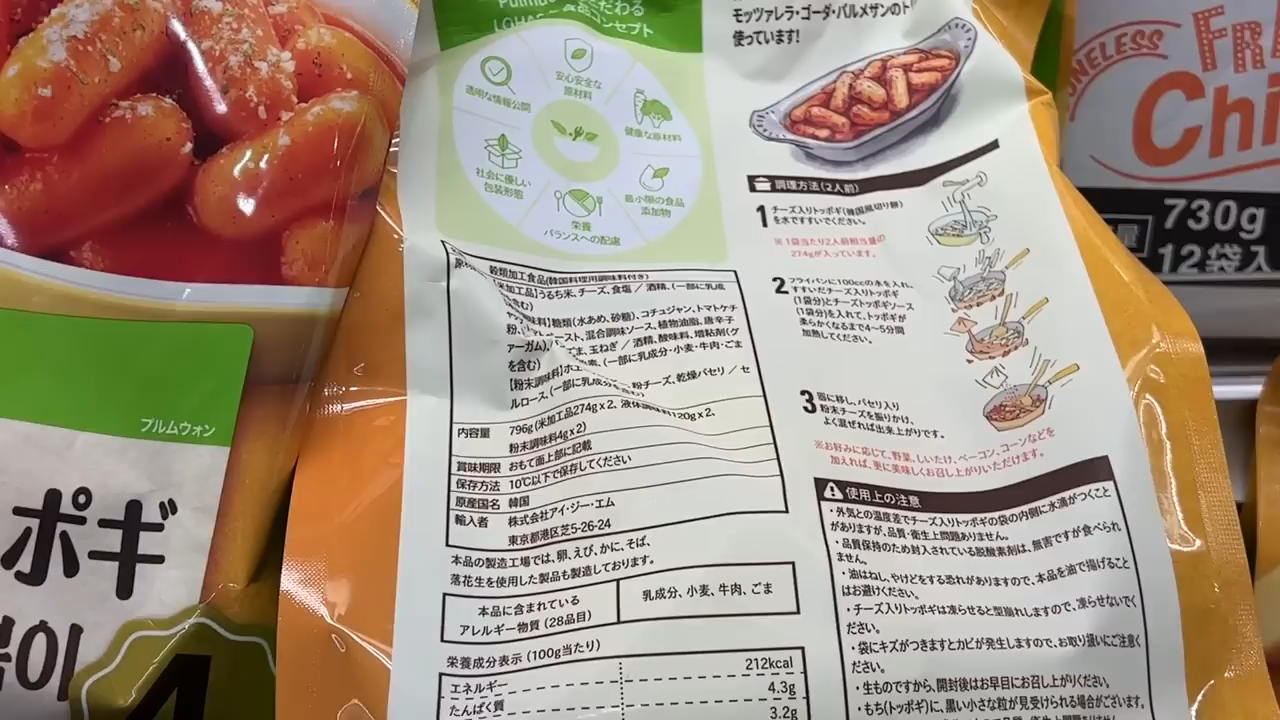 こだわる
コンセプト
安心安全な
原材料
透明な情報公開
健康な原材料
社会に優しい
包装形態
最小限の食品
添加物
栄養
バランスへの配慮
穀類加工食品(韓国料理用調味料付き)
【米加工品】うるち米、チーズ、食塩 / 酒精、(一部に乳成
味料】糖類(水あめ、砂糖)、コチュジャン、トマトケチ
ペースト、混合調味ソース、植物油脂、唐辛子
ごま、玉ねぎ / 酒精、酸味料、増粘剤(グ
アーガム)、
(一部に乳成分・小麦・牛肉・ごま
を含む)
【粉末調味料】
粉チーズ、乾燥パセリ / セ
ルロース、(一部に乳成分を
内容量
796g(米加工品274g×2、液体調味料120g×2、
粉末調味料4g×2)
賞味期限 おもて面上部に記載
保存方法 10℃以下で保存してください
原産国名 韓国
輸入者 株式会社アイ・ジー・エム
東京都港区芝5-26-24
本品の製造工場では、卵、えび、かに、そば、
落花生を使用した製品も製造しております。
本品に含まれている
アレルギー物質 (28品目)
乳成分、小麦、牛肉、ごま
栄養成分表示 (100g当たり)
エネルギー 212kcal
たんぱく質 4.3g
3.2g
モッツァレラ・ゴーダ・パルメザンの
使っています!
調理方法(2人前)
1 チーズ入りトッポギ(韓国風切り餅)
を水ですすいでください。
※1袋当たり2人前相当量の
274gが入っています。
2 フライパンに100ccの水を入れ、
すすいだチーズ入りトッポギ
(1袋分)とチーズトッポギソース
(1袋分)を入れて、トッポギが
柔らかくなるまで4~5分間
加熱してください。
3 器に移し、パセリ入り
粉末チーズを振りかけ、
よく混ぜれば出来上がりです。
※お好みに応じて、野菜、しいたけ、ベーコン、コーンなどを
加えれば、更に美味しくお召し上がりいただけます。
使用上の注意
・外気との温度差でチーズ入りトッポギの袋の内側に水滴がつくこと
がありますが、品質・衛生上問題ありません。
・品質保持のため封入されている脱酸素剤は、無害ですが食べられ
ません。
・油はねし、やけどをする恐れがありますので、本品を油で揚げること
はお避けください。
・チーズ入りトッポギは凍らせると型崩れしますので、凍らせないでく
ださい。
・袋にキズがつきますとカビが発生しますので、お取り扱いにご注意く
ださい。
・生ものですから、開封後はお早目にお召し上がりください。
・もち(トッポギ)に、黒い小さな粒が見受けられる場合がございます。
プルムウォン
ポギ
볶이
4
BONELESS
Chi
730g
12袋入